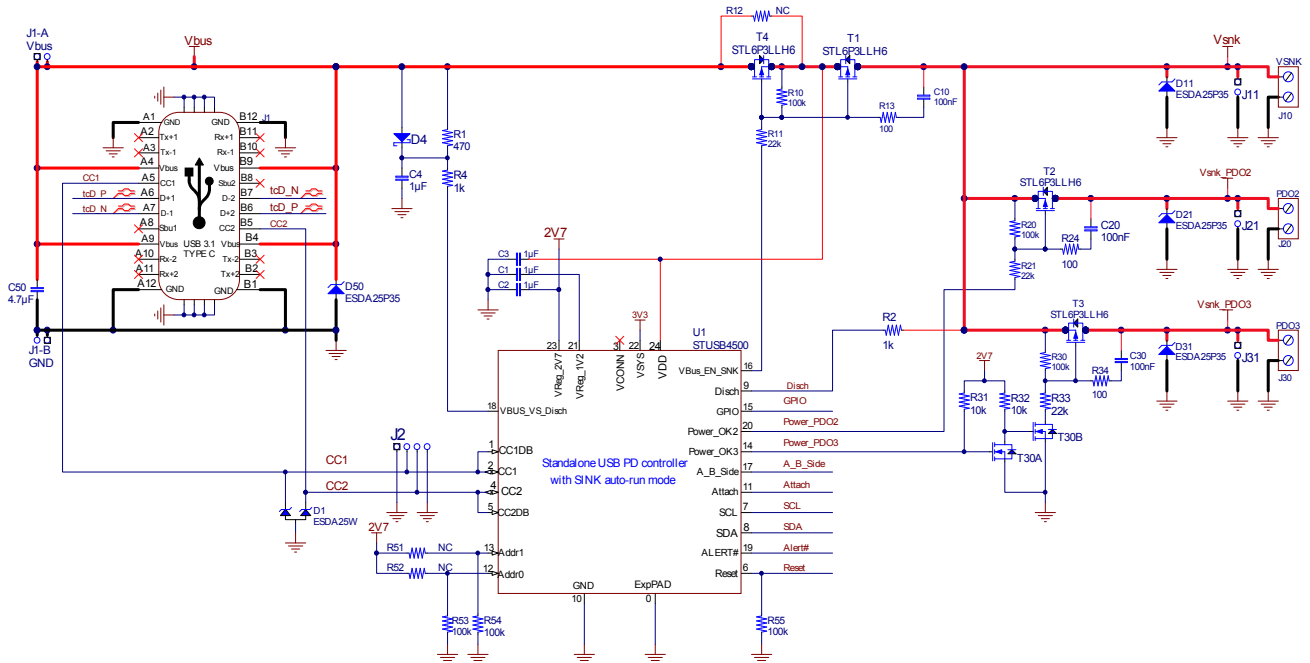 J1-A
Vbus
Vbus
R12
NC
T4
STL6P3LLH6
T1
STL6P3LLH6
Vsnk
VSNK
J10
D11
ESDA25P35
J11
R10
100k
C10
100nF
R13
100
R11
22k
J1
A1
GND
GND
B12
A2
Tx+1
Rx+1
B11
A3
Tx-1
Rx-1
B10
A4
Vbus
Vbus
B9
CC1
A5
CC1
Sbu2
B8
tcD_P
A6
D+1
D-2
B7
tcD_N
tcD_N
A7
D-1
D+2
B6
tcD_P
A8
Sbu1
CC2
B5
CC2
A9
Vbus
Vbus
B4
USB 3.1
TYPE C
A10
Rx-2
Tx-2
B3
A11
Rx+2
Tx+2
B2
A12
GND
GND
B1
C50
4.7µF
D50
ESDA25P35
J1-B
GND
D4
C4
1µF
R1
470
R4
1k
T2
STL6P3LLH6
Vsnk_PDO2
PDO2
J20
D21
ESDA25P35
J21
R20
100k
C20
100nF
R24
100
R21
22k
2V7
C3
1µF
C1
1µF
C2
1µF
3V3
U1
STUSB4500
R2
1k
T3
STL6P3LLH6
Vsnk_PDO3
PDO3
J30
D31
ESDA25P35
J31
R30
100k
C30
100nF
R34
100
2V7
R31
10k
R32
10k
R33
22k
T30B
T30A
23
21
3
22
24
VReg_2V7
VReg_1V2
VCONN
VSYS
VDD
18
VBUS_VS_Disch
VBus_EN_SNK
16
Disch
9
Disch
GPIO
15
GPIO
Power_OK2
20
Power_PDO2
Power_OK3
14
Power_PDO3
A_B_Side
17
A_B_Side
Attach
11
Attach
SCL
7
SCL
SDA
8
SDA
ALERT#
19
Alert#
Reset
6
Reset
Standalone USB PD controller
with SINK auto-run mode
J2
1
CC1DB
CC1
2
CC1
CC2
4
CC2
5
CC2DB
D1
ESDA25W
2V7
R51
NC
13
Addr1
R52
NC
12
Addr0
GND
ExpPAD
10
0
R53
100k
R54
100k
R55
100k